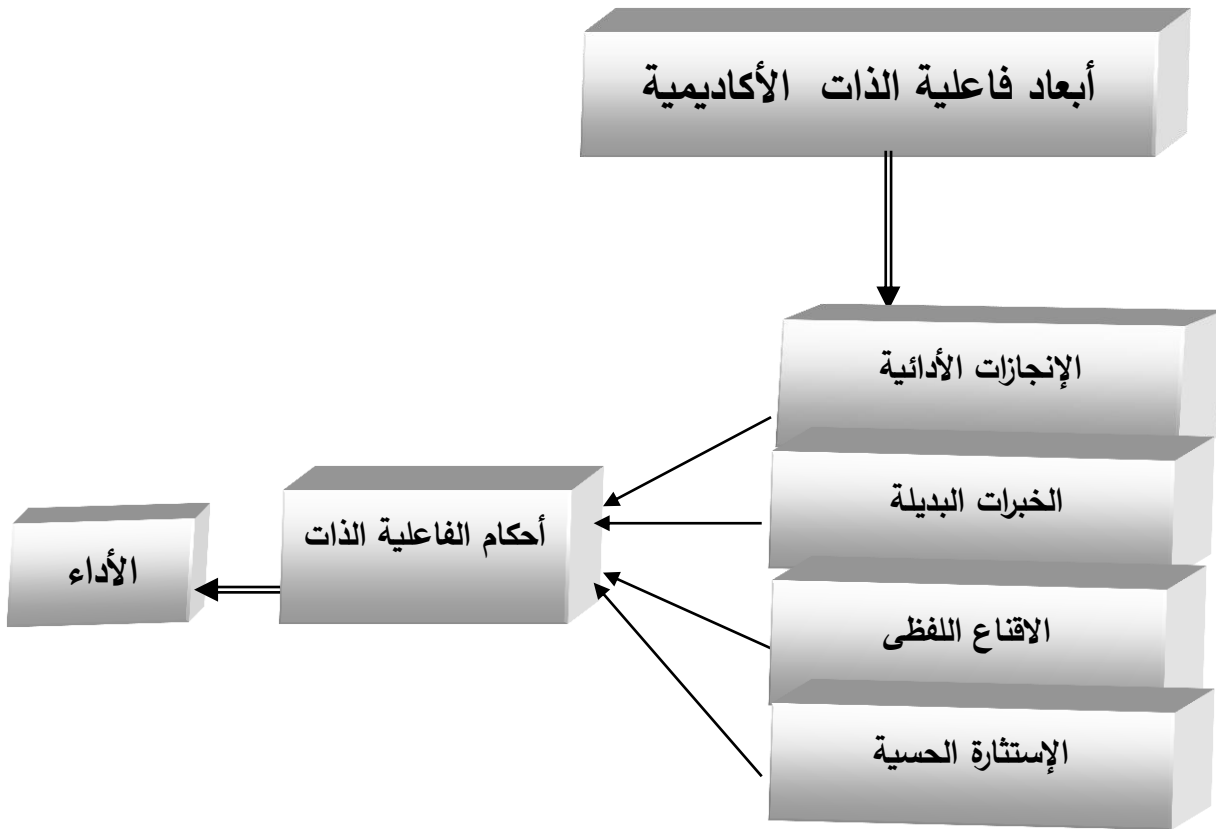 أبعاد فاعلية الذات الأكاديمية
الإنجازات الأدائية
الخبرات البديلة
الاقناع اللفظى
الإستثارة الحسية
أحكام الفاعلية الذات
الأداء